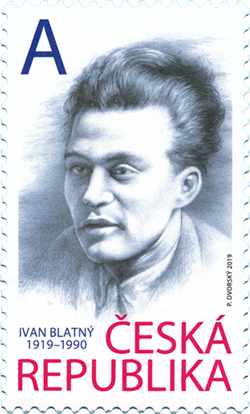 A
P. DVORSKÝ 2019
IVAN BLATNÝ
1919–1990
ČESKÁ
REPUBLIKA